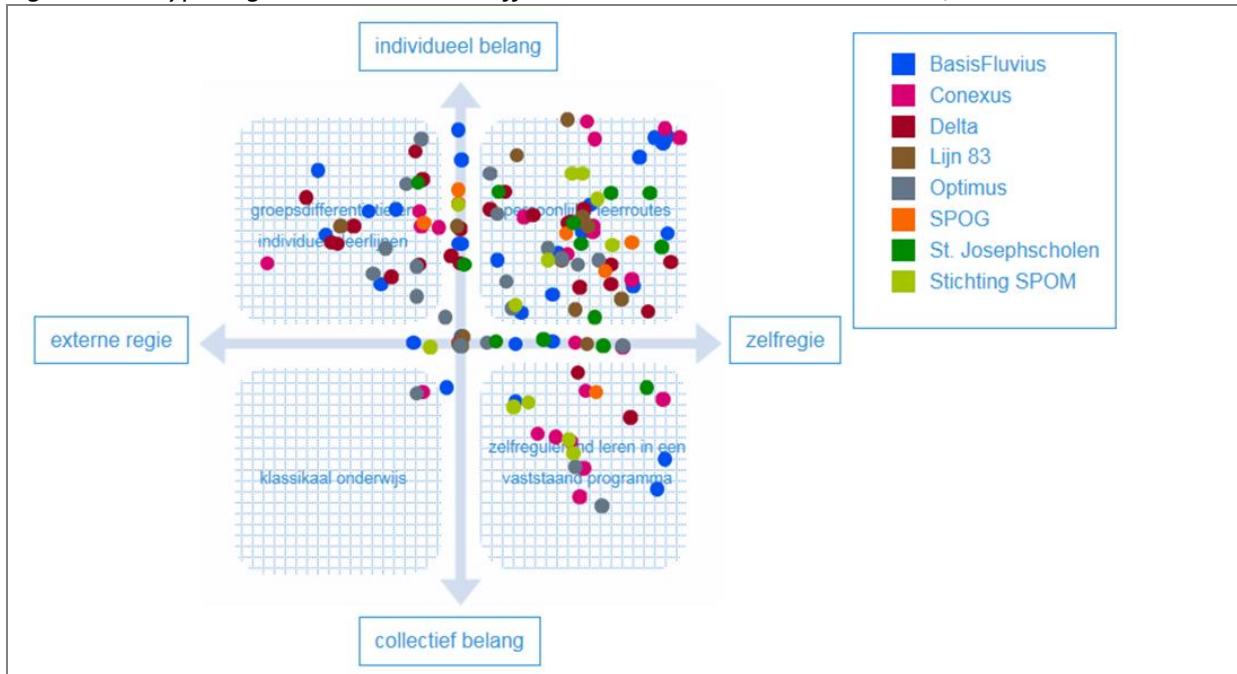 individueel belang
BasisFluvius
Conexus
Delta
Lijn 83
Optimus
SPOG
St. Josephscholen
Stichting SPOM
groepsdifferentiatie
persoonlijke leerroutes
individuele leerlijnen
externe regie
zelfregie
zelfregulerend leren in een
klassikaal onderwijs
vaststaand programma
collectief belang